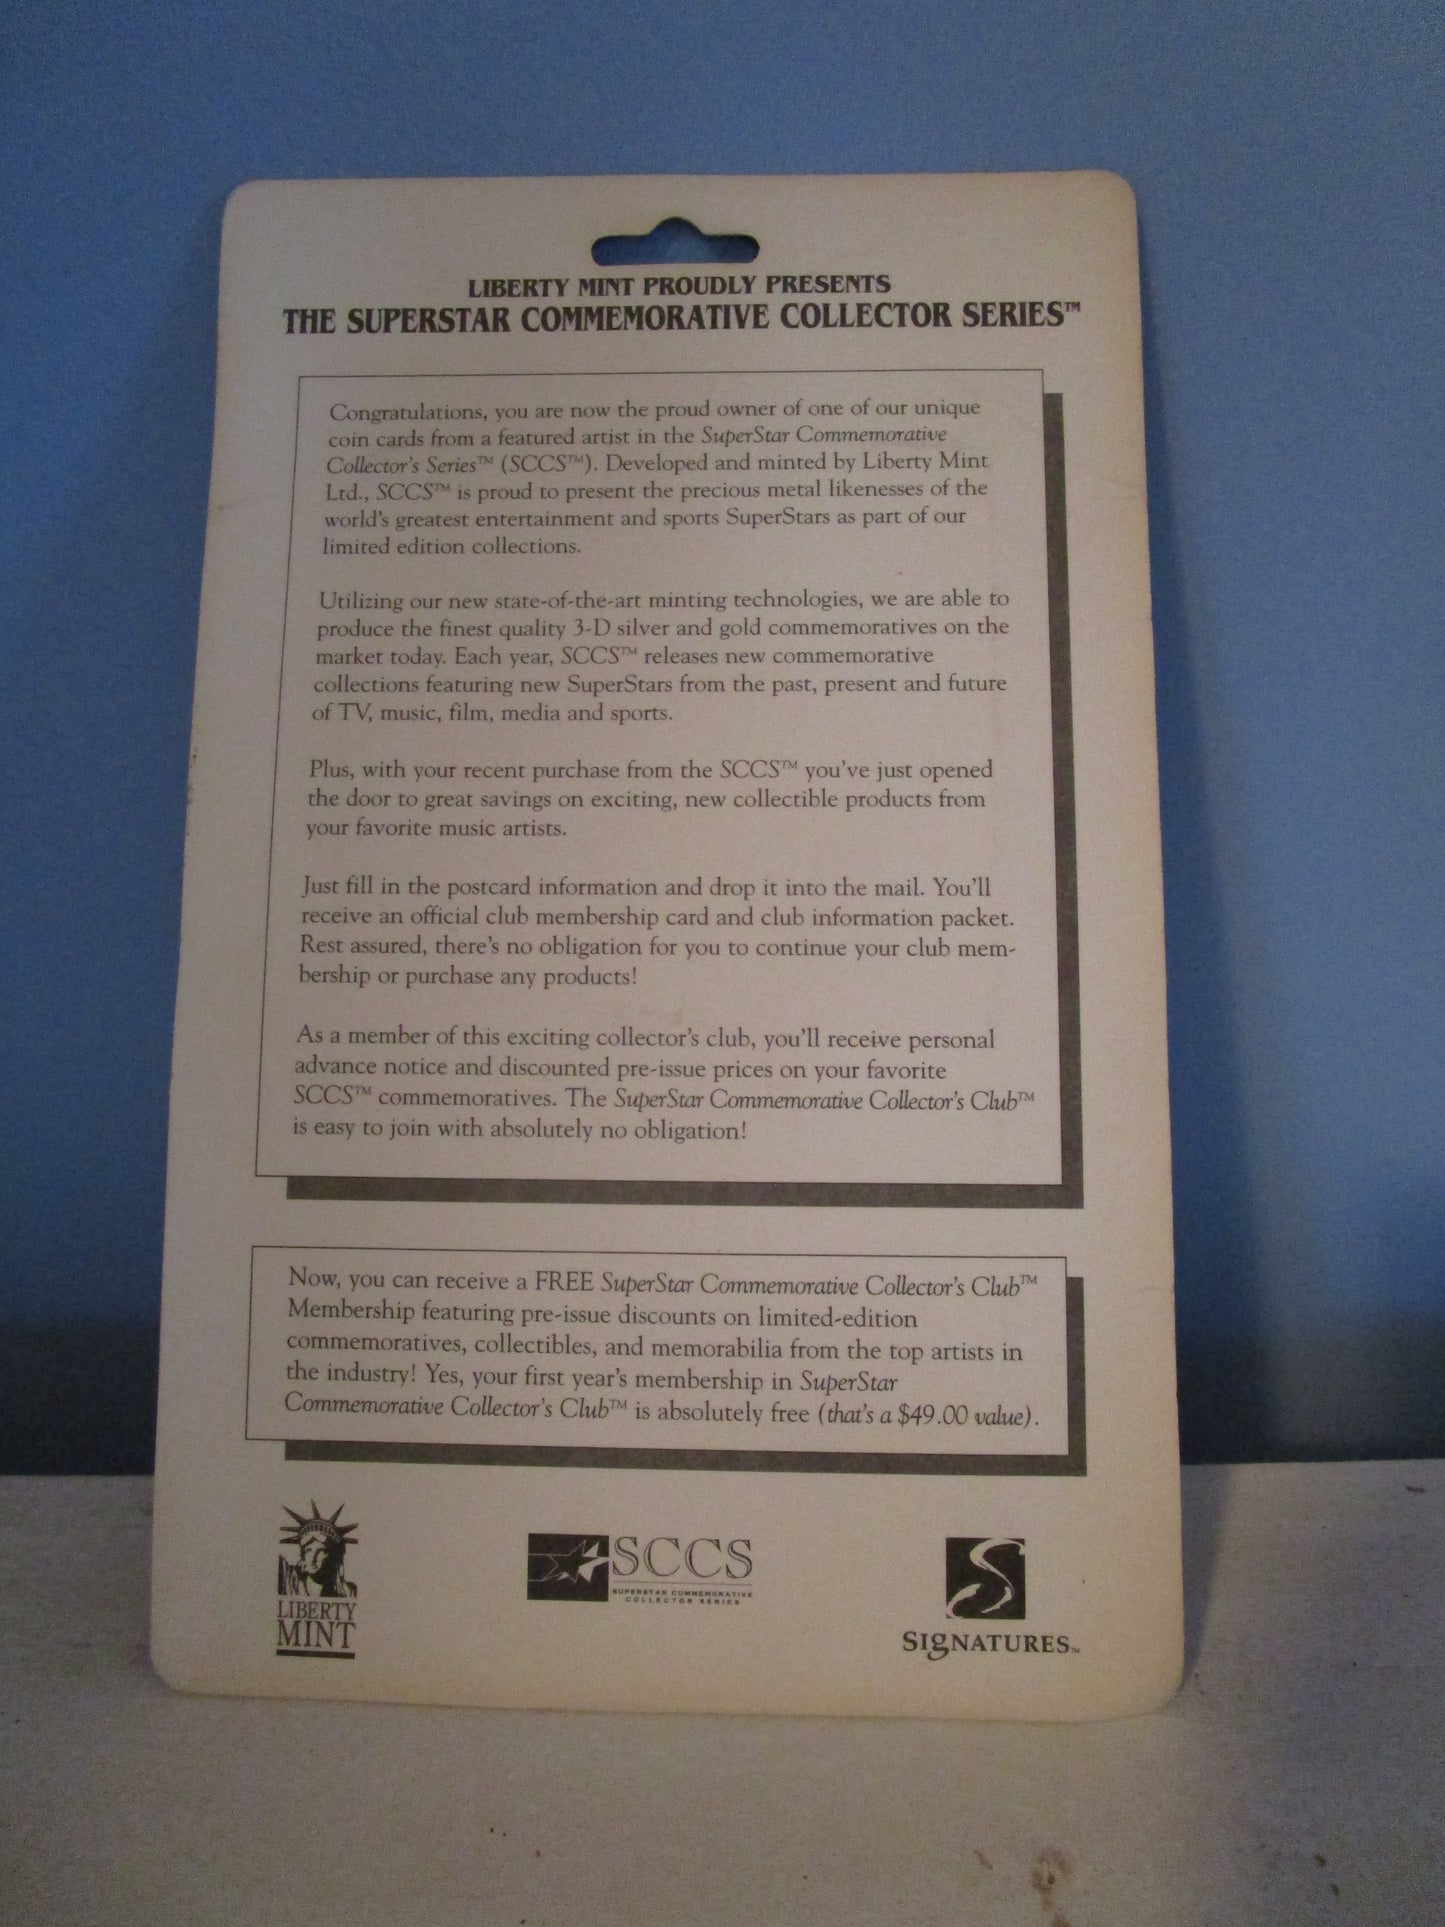 LIBERTY MINT PROUDLY PRESENTS
THE SUPERSTAR COMMEMORATIVE COLLECTOR SERIES™
Congratulations, you are now the proud owner of one of our unique
coin cards from a featured artist in the SuperStar Commemorative
Collector's Series™ (SCCS™). Developed and minted by Liberty Mint
Ltd., SCCS™ is proud to present the precious metal likenesses of the
world's greatest entertainment and sports SuperStars as part of our
limited edition collections.
Utilizing our new state-of-the-art minting technologies, we are able to
produce the finest quality 3-D silver and gold commemoratives on the
market today. Each year, SCCS™ releases new commemorative
collections featuring new SuperStars from the past, present and future
of TV, music, film, media and sports.
Plus, with your recent purchase from the SCCS™ you've just opened
the door to great savings on exciting, new collectible products from
your favorite music artists.
Just fill in the postcard information and drop it into the mail. You'll
receive an official club membership card and club information packet.
Rest assured, there's no obligation for you to continue your club mem-
bership or purchase any products!
As a member of this exciting collector's club, you'll receive personal
advance notice and discounted pre-issue prices on your favorite
SCCS™ commemoratives. The SuperStar Commemorative Collector's Club™
is easy to join with absolutely no obligation!
Now, you can receive a FREE SuperStar Commemorative Collector's Club™
Membership featuring pre-issue discounts on limited-edition
commemoratives, collectibles, and memorabilia from the top artists in
the industry! Yes, your first year's membership in SuperStar
Commemorative Collector's Club™ is absolutely free (that's a $49.00 value).
LIBERTY
MINT
SCCS
SUPERSTAR COMMEMORATIVE
COLLECTOR SERIES
SIGNATURES™